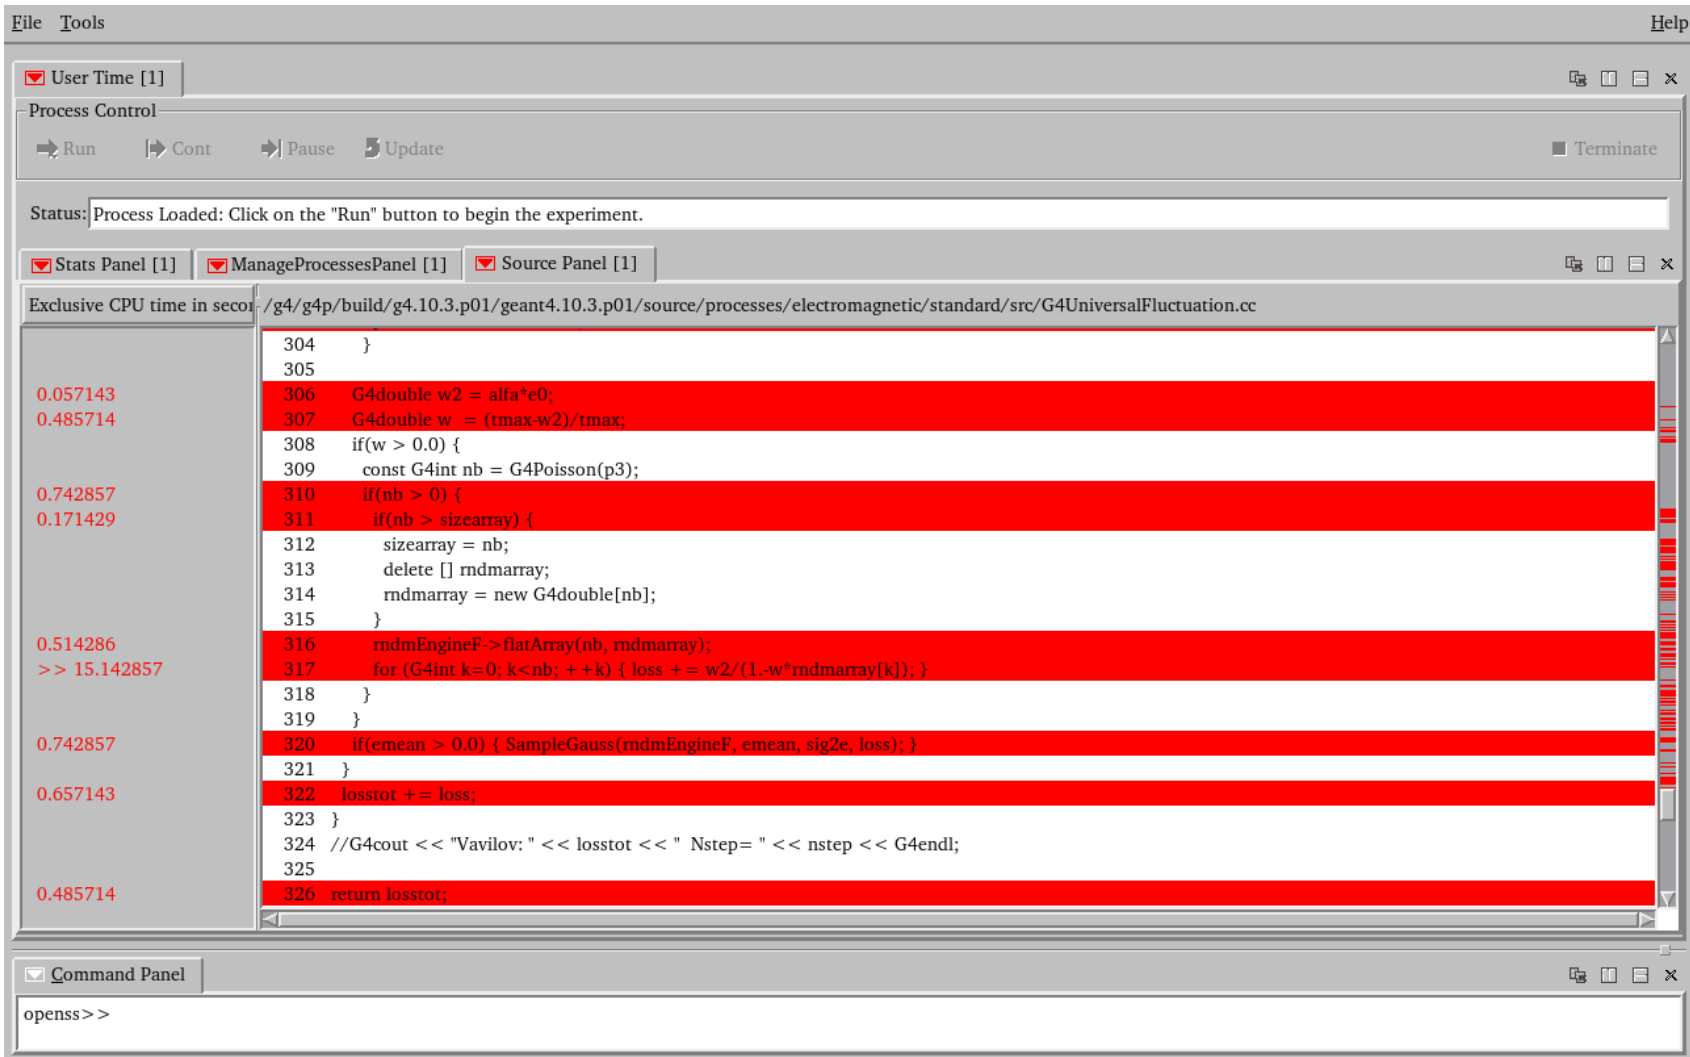 File Tools Help
User Time [1]
Process Control
Run Cont Pause Update Terminate
Status: Process Loaded: Click on the "Run" button to begin the experiment.
Stats Panel [1] ManageProcessesPanel [1] Source Panel [1]
Exclusive CPU time in secon /g4/g4p/build/g4.10.3.p01/geant4.10.3.p01/source/processes/electromagnetic/standard/src/G4UniversalFluctuation.cc
304 }
305
0.057143 306 G4double w2 = alfa*e0;
0.485714 307 G4double w = (tmax-w2)/tmax;
308 if(w > 0.0) {
309 const G4int nb = G4Poisson(p3);
0.742857 310 if(nb > 0) {
0.171429 311 if(nb > sizearray) {
312 sizearray = nb;
313 delete [] rndmarray;
314 rndmarray = new G4double[nb];
315 }
0.514286 316 rndmEngineF->flatArray(nb, rndmarray);
>> 15.142857 317 for (G4int k=0; k<nb; ++k) { loss += w2/(1.-w*rndmarray[k]); }
318 }
319 }
0.742857 320 if(emean > 0.0) { SampleGauss(rndmEngineF, emean, sig2e, loss); }
321 }
0.657143 322 losstot += loss;
323 }
324 //G4cout << "Vavilov: " << losstot << " Nstep= " << nstep << G4endl;
325
0.485714 326 return losstot;
Command Panel
openss>>